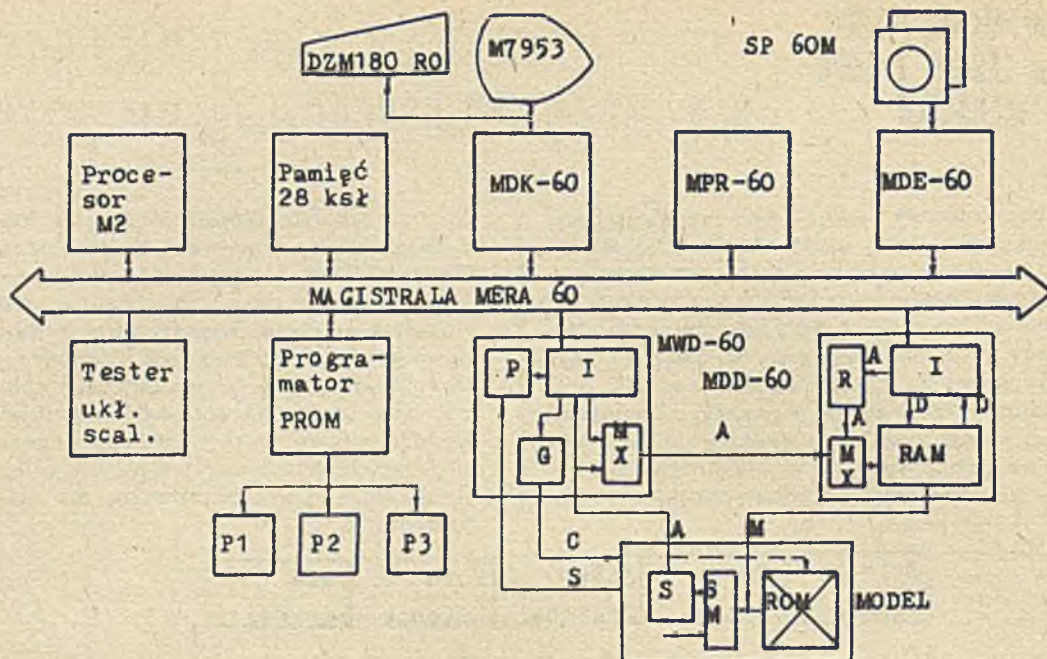 DZM180 RO
M7953
SP 60M
Proce-
sor
M2
Pamięć
28 ksł
MDK-60
MPR-60
MDE-60
MAGISTRALA MERA 60
Tester
ukł.
scal.
Progra-
mator
PROM
P1
P2
P3
MWD-60
P
I
G
M
X
A
MDD-60
R
A
I
A
D
D
M
X
RAM
C
S
A
M
S
S
M
ROM
MODEL